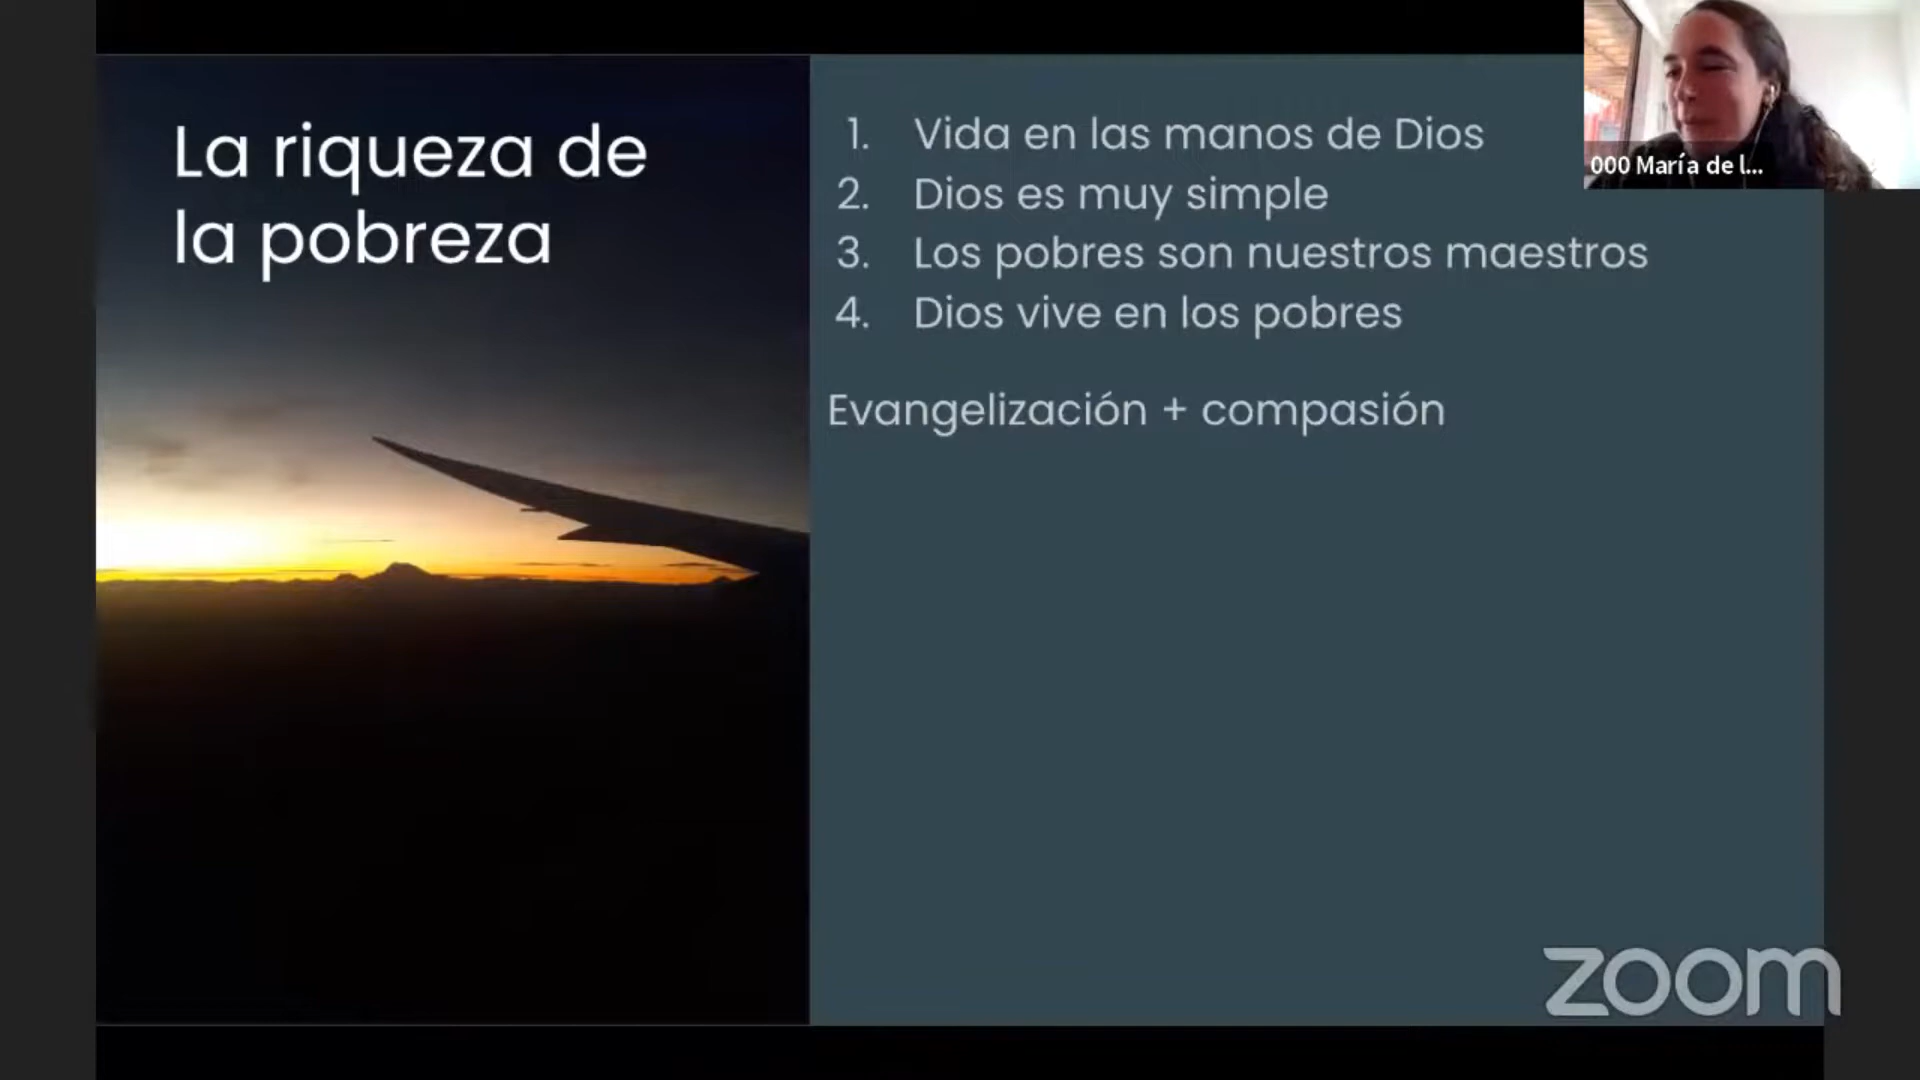 La riqueza de
la pobreza
1. Vida en las manos de Dios
2. Dios es muy simple
3. Los pobres son nuestros maestros
4. Dios vive en los pobres
Evangelización + compasión
000 María de l...
zoom